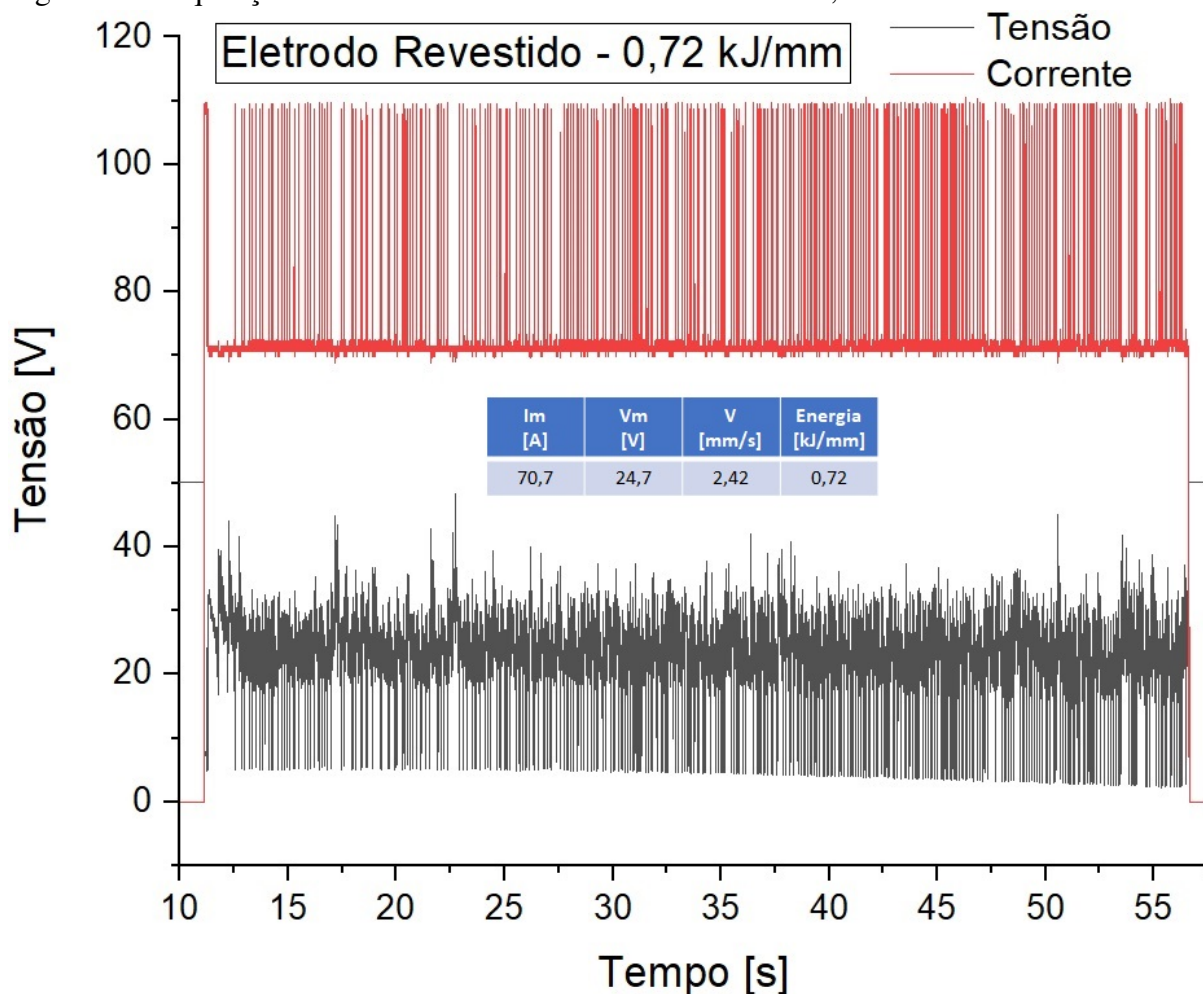 120
Eletrodo Revestido - 0,72 kJ/mm
Tensão
Corrente
100
80
60
40
20
0
Tensão [V]
Im [A] Vm [V] V [mm/s] Energia [kJ/mm]
70,7 24,7 2,42 0,72
10 15 20 25 30 35 40 45 50 55
Tempo [s]